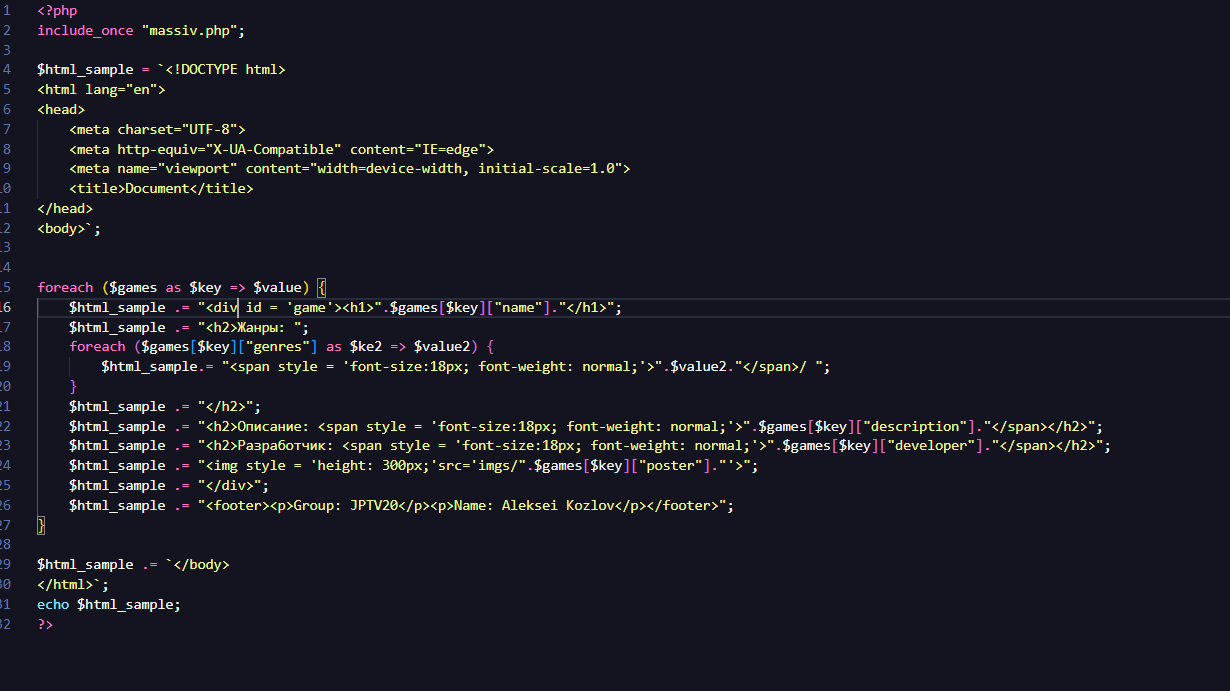 1 <?php
2 include_once "massiv.php";
3
4 $html_sample = `<!DOCTYPE html>
5 <html lang="en">
6 <head>
7     <meta charset="UTF-8">
8     <meta http-equiv="X-UA-Compatible" content="IE=edge">
9     <meta name="viewport" content="width=device-width, initial-scale=1.0">
10     <title>Document</title>
11 </head>
12 <body>`;
13
14
15 foreach ($games as $key => $value) {
16     $html_sample .= "<div id = 'game'><h1>".$games[$key]["name"]."</h1>";
17     $html_sample .= "<h2>Жанры: ";
18     foreach ($games[$key]["genres"] as $ke2 => $value2) {
19         $html_sample.= "<span style = 'font-size:18px; font-weight: normal;'>".$value2."</span>/ ";
20     }
21     $html_sample .= "</h2>";
22     $html_sample .= "<h2>Описание: <span style = 'font-size:18px; font-weight: normal;'>".$games[$key]["description"]."</span></h2>";
23     $html_sample .= "<h2>Разработчик: <span style = 'font-size:18px; font-weight: normal;'>".$games[$key]["developer"]."</span></h2>";
24     $html_sample .= "<img style = 'height: 300px;'src='imgs/".$games[$key]["poster"]."'>";
25     $html_sample .= "</div>";
26     $html_sample .= "<footer><p>Group: JPTV20</p><p>Name: Aleksei Kozlov</p></footer>";
27 }
28
29 $html_sample .= `</body>
30 </html>`;
31 echo $html_sample;
32 ?>